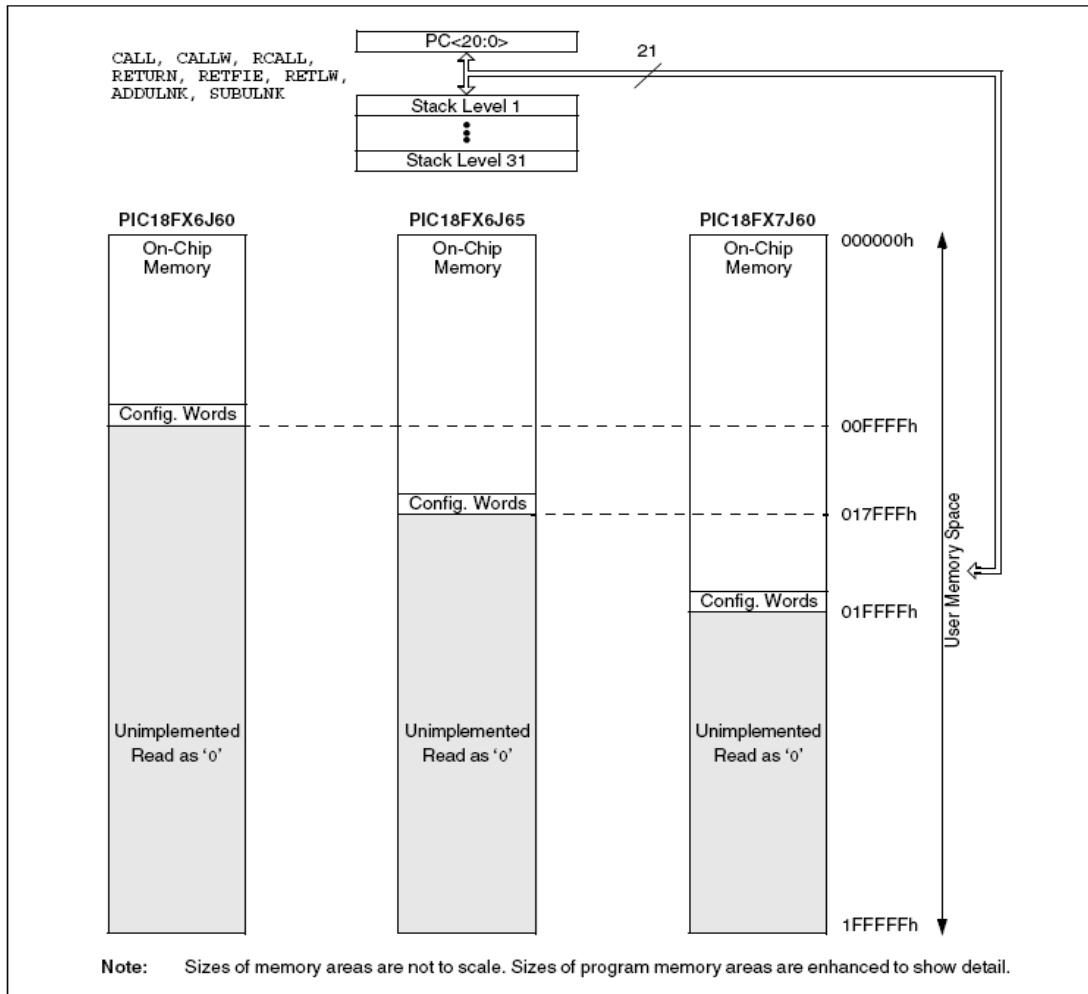 PC<20:0>
21
CALL, CALLW, RCALL,
RETURN, RETFIE, RETLW,
ADDULNK, SUBULNK
Stack Level 1
Stack Level 31
PIC18FX6J60
PIC18FX6J65
PIC18FX7J60
On-Chip
Memory
On-Chip
Memory
On-Chip
Memory
000000h
Config. Words
00FFFFh
Config. Words
017FFFh
Config. Words
01FFFFh
User Memory Space
Unimplemented
Read as ‘0’
Unimplemented
Read as ‘0’
Unimplemented
Read as ‘0’
1FFFFFh
Note: Sizes of memory areas are not to scale. Sizes of program memory areas are enhanced to show detail.